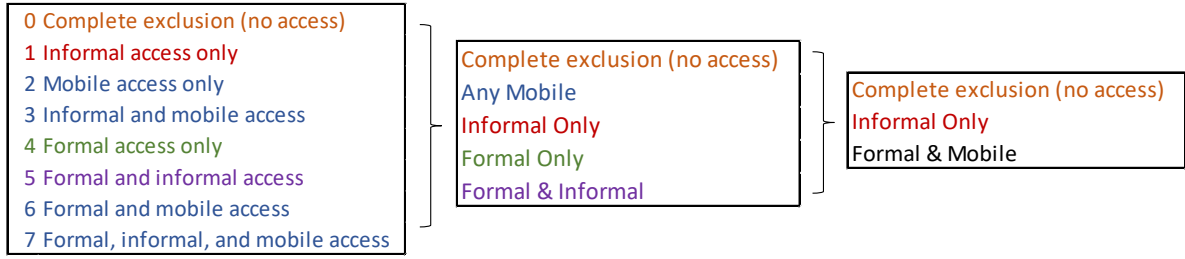 0 Complete exclusion (no access)
1 Informal access only
2 Mobile access only
3 Informal and mobile access
4 Formal access only
5 Formal and informal access
6 Formal and mobile access
7 Formal, informal, and mobile access
Complete exclusion (no access)
Any Mobile
Informal Only
Formal Only
Formal & Informal
Complete exclusion (no access)
Informal Only
Formal & Mobile